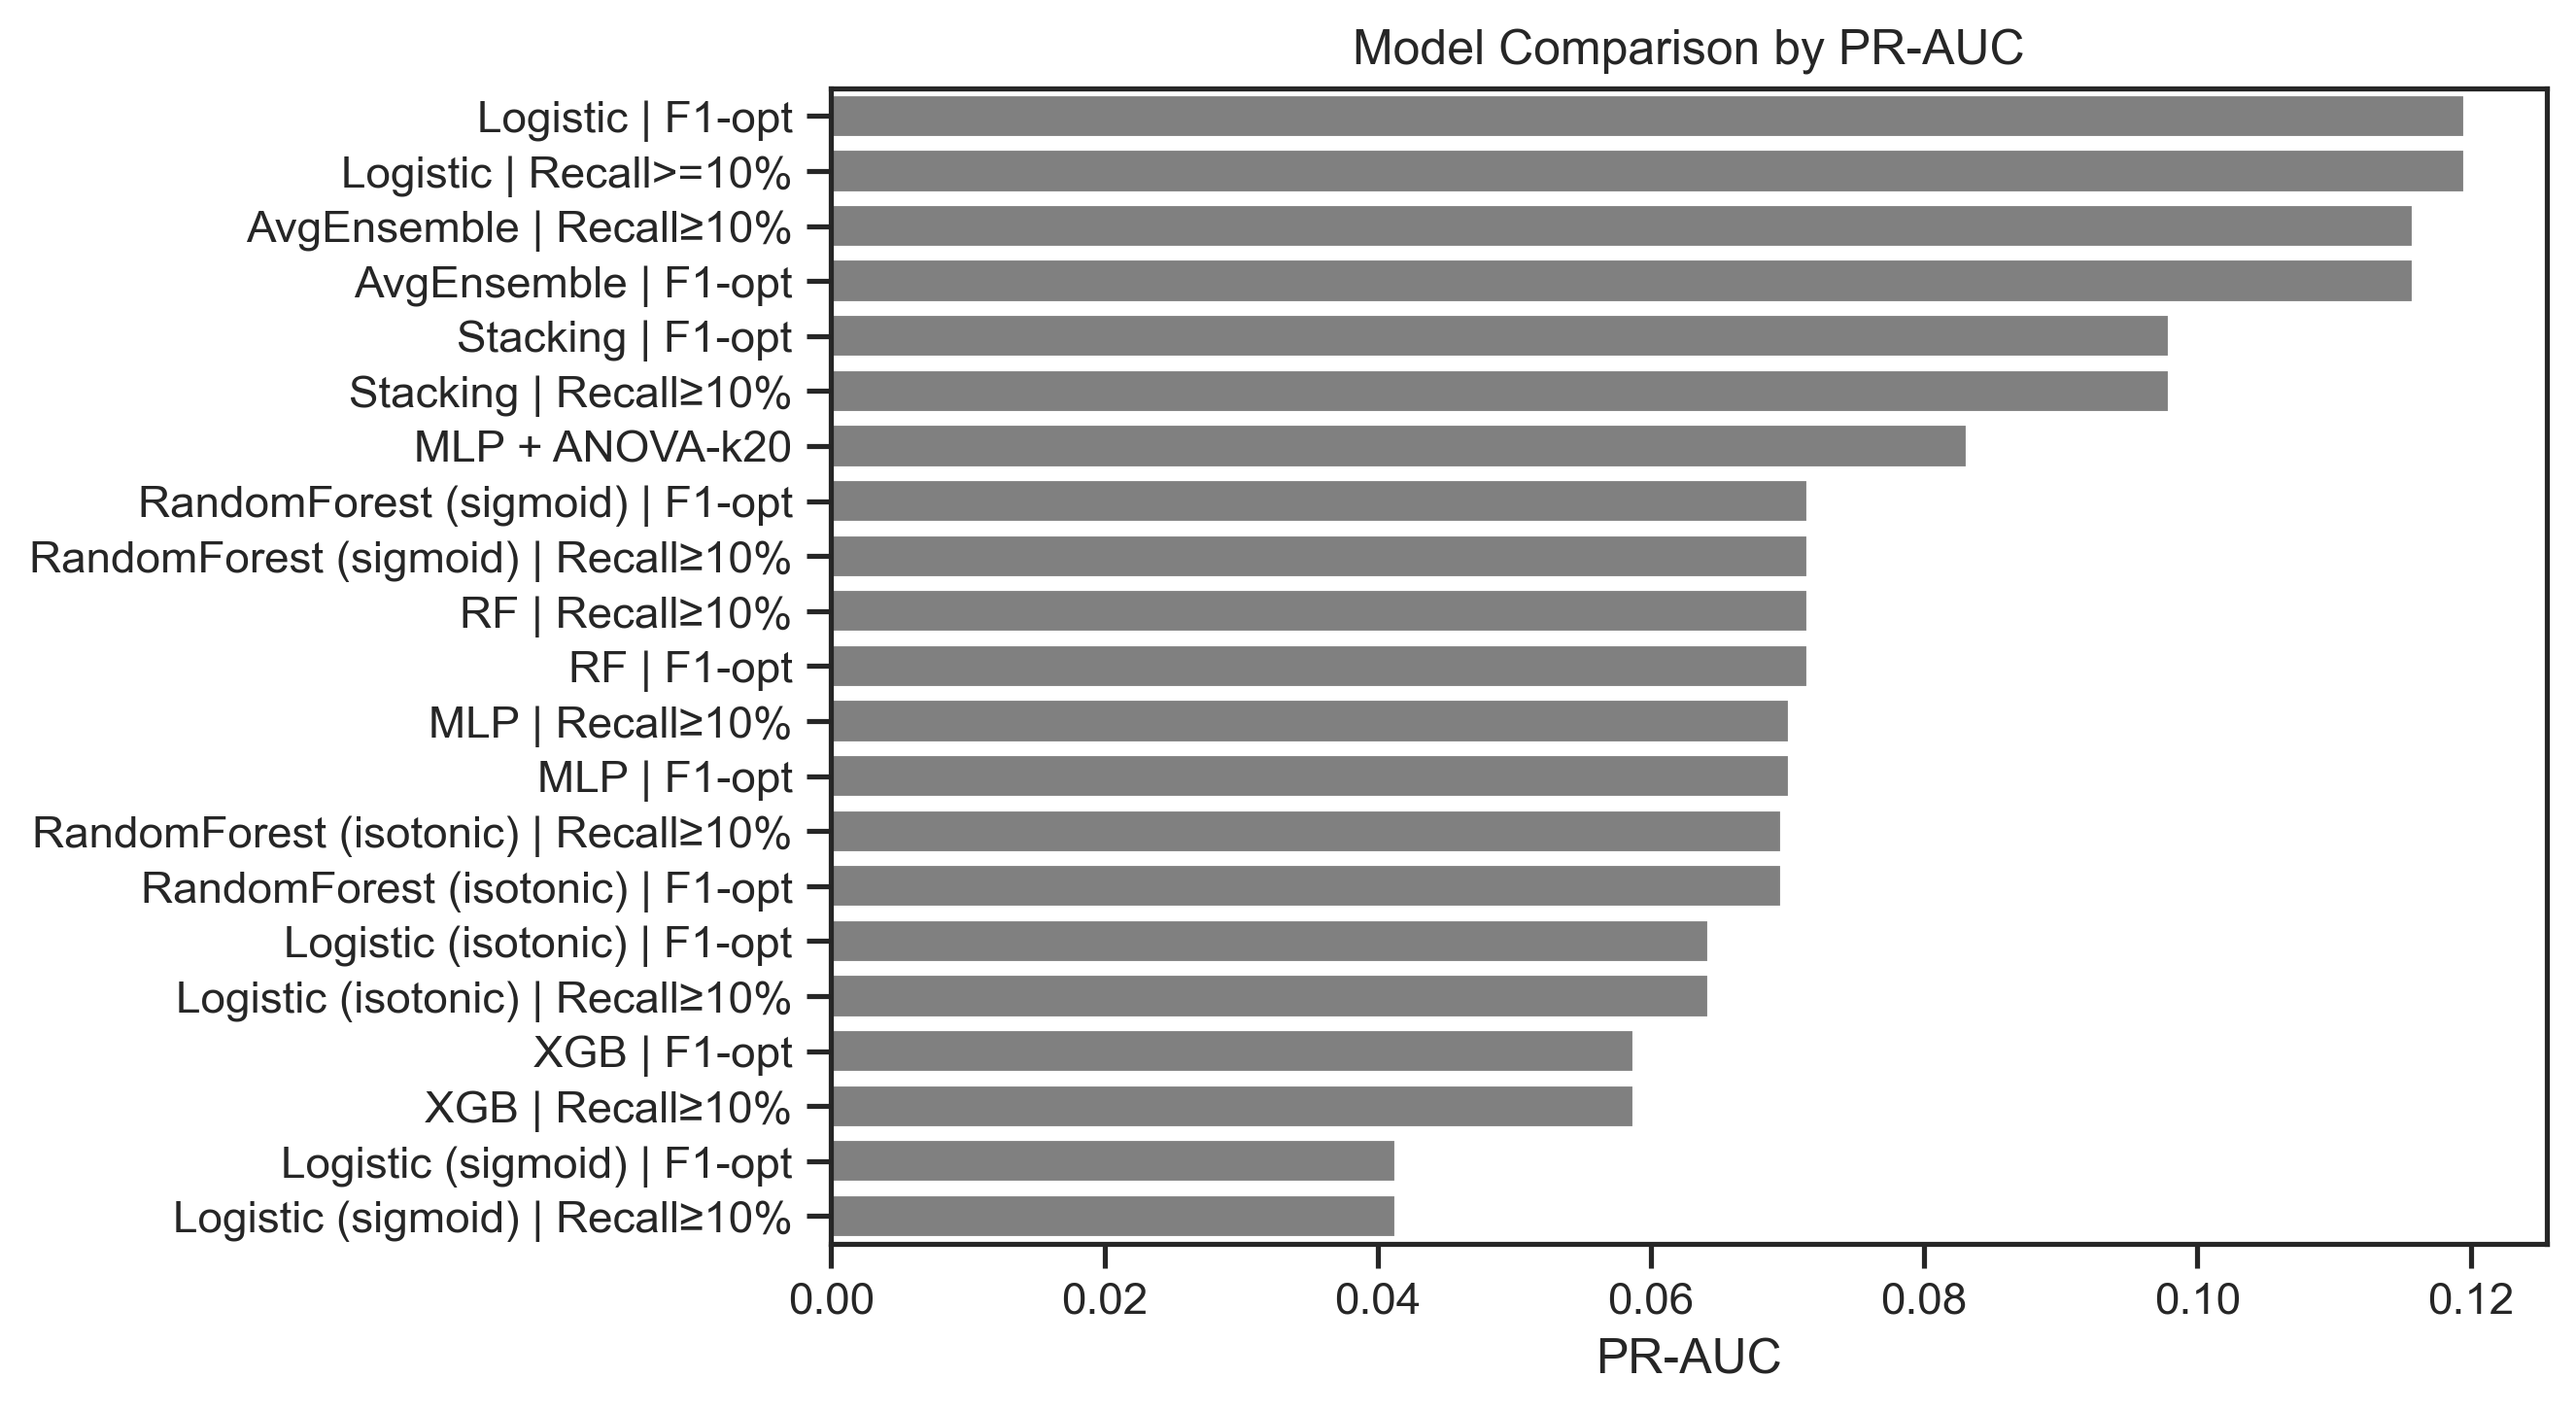 Model Comparison by PR-AUC
Logistic | F1-opt
Logistic | Recall>=10%
AvgEnsemble | Recall≥10%
AvgEnsemble | F1-opt
Stacking | F1-opt
Stacking | Recall≥10%
MLP + ANOVA-k20
RandomForest (sigmoid) | F1-opt
RandomForest (sigmoid) | Recall≥10%
RF | Recall≥10%
RF | F1-opt
MLP | Recall≥10%
MLP | F1-opt
RandomForest (isotonic) | Recall≥10%
RandomForest (isotonic) | F1-opt
Logistic (isotonic) | F1-opt
Logistic (isotonic) | Recall≥10%
XGB | F1-opt
XGB | Recall≥10%
Logistic (sigmoid) | F1-opt
Logistic (sigmoid) | Recall≥10%
0.00 0.02 0.04 0.06 0.08 0.10 0.12
PR-AUC